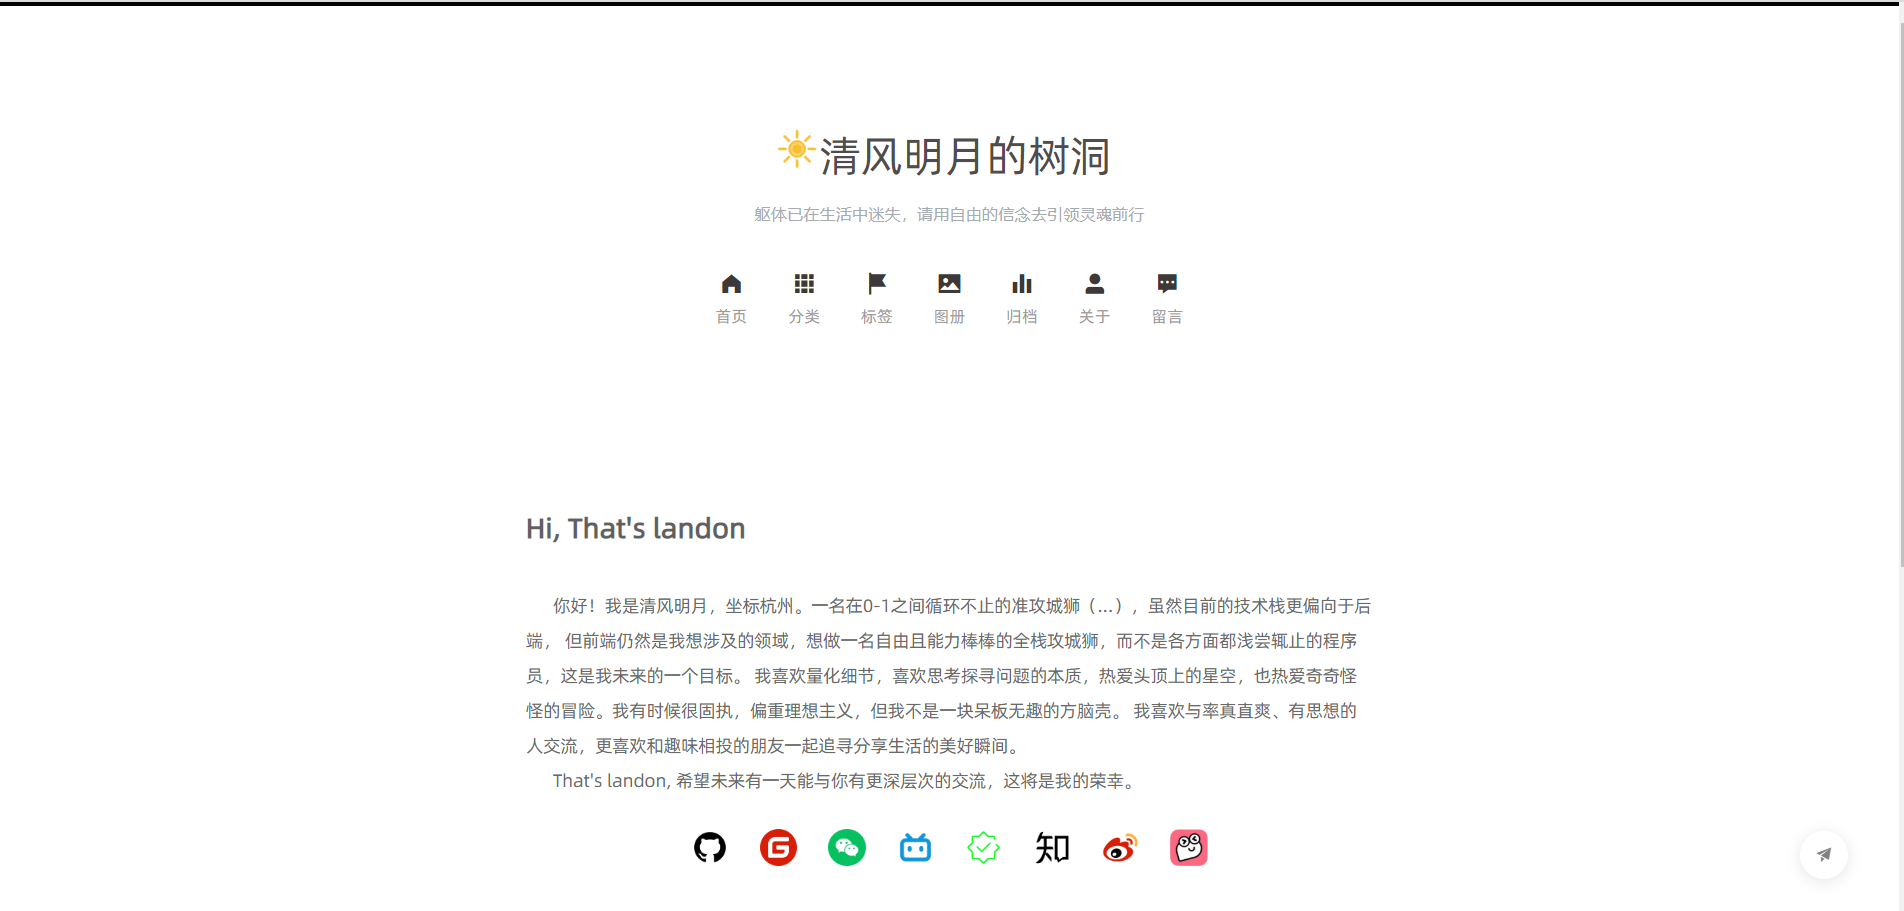 清风明月的树洞
躯体已在生活中迷失，请用自由的信念去引领灵魂前行
首页 分类 标签 图册 归档 关于 留言
Hi, That's landon
你好！我是清风明月，坐标杭州。一名在0-1之间循环不止的准攻城狮（...），虽然目前的技术栈更偏向于后
端， 但前端仍然是我想涉及的领域，想做一名自由且能力棒棒的全栈攻城狮，而不是各方面都浅尝辄止的程序
员，这是我未来的一个目标。 我喜欢量化细节，喜欢思考探寻问题的本质，热爱头顶上的星空，也热爱奇奇怪
怪的冒险。我有时候很固执，偏重理想主义，但我不是一块呆板无趣的方脑壳。 我喜欢与率真直爽、有思想的
人交流，更喜欢和趣味相投的朋友一起追寻分享生活的美好瞬间。
That's landon, 希望未来有一天能与你有更深层次的交流，这将是我的荣幸。
知